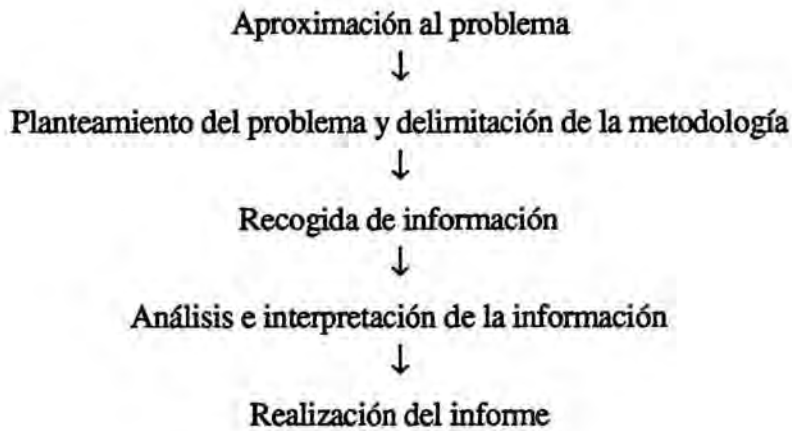 Aproximación al problema
↓
Planteamiento del problema y delimitación de la metodología
↓
Recogida de información
↓
Análisis e interpretación de la información
↓
Realización del informe